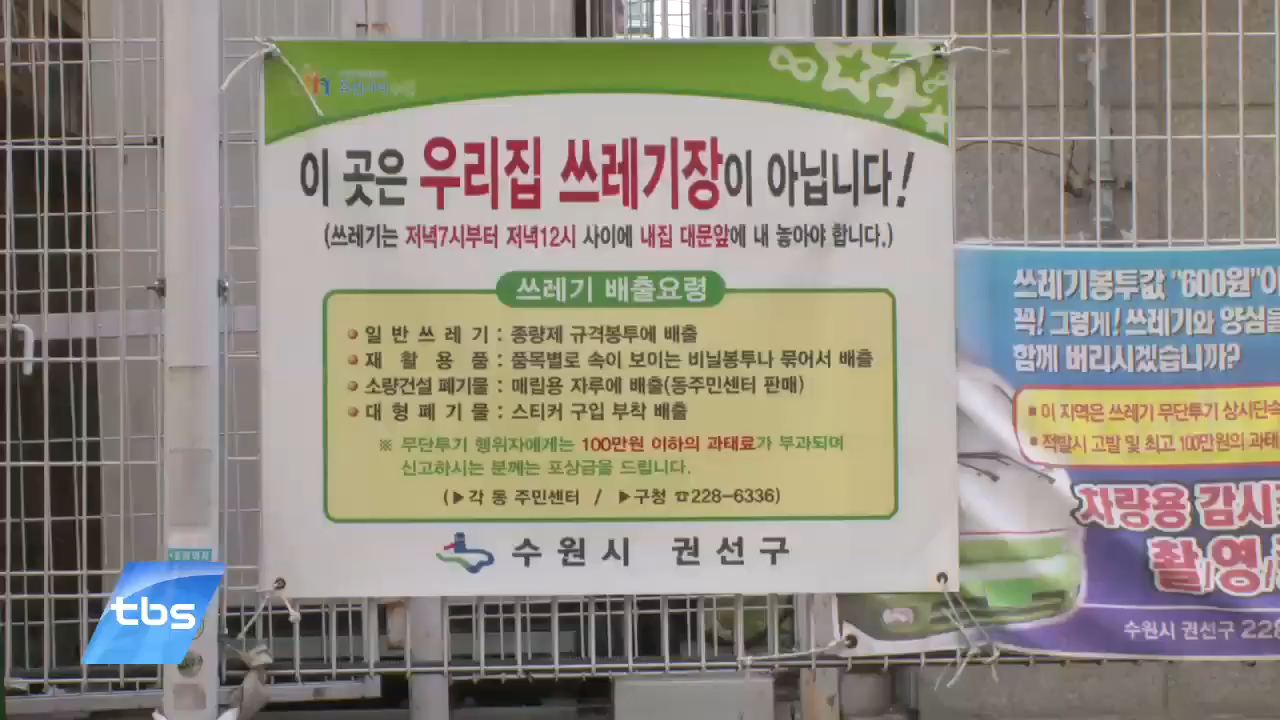 이 곳은 우리집 쓰레기장이 아닙니다!
(쓰레기는 저녁7시부터 저녁12시 사이에 내집 대문앞에 내 놓아야 합니다.)
쓰레기 배출요령
일반쓰레기 : 종량제 규격봉투에 배출
재활용품 : 품목별로 속이 보이는 비닐봉투나 묶어서 배출
소량건설 폐기물 : 매립용 자루에 배출(동주민센터 판매)
대형폐기물 : 스티커 구입 부착 배출
※ 무단투기 행위자에게는 100만원 이하의 과태료가 부과되며
신고하시는 분께는 포상금을 드립니다.
(▶각 동 주민센터 / ▶구청 ☎228-6336)
수원시 권선구
쓰레기봉투값 "600원"이
꼭! 그렇게! 쓰레기와 양심을
함께 버리시겠습니까?
이 지역은 쓰레기 무단투기 상시단속
적발시 고발 및 최고 100만원의 과태
차량용 감시
촬영
수원시 권선구 228
tbs